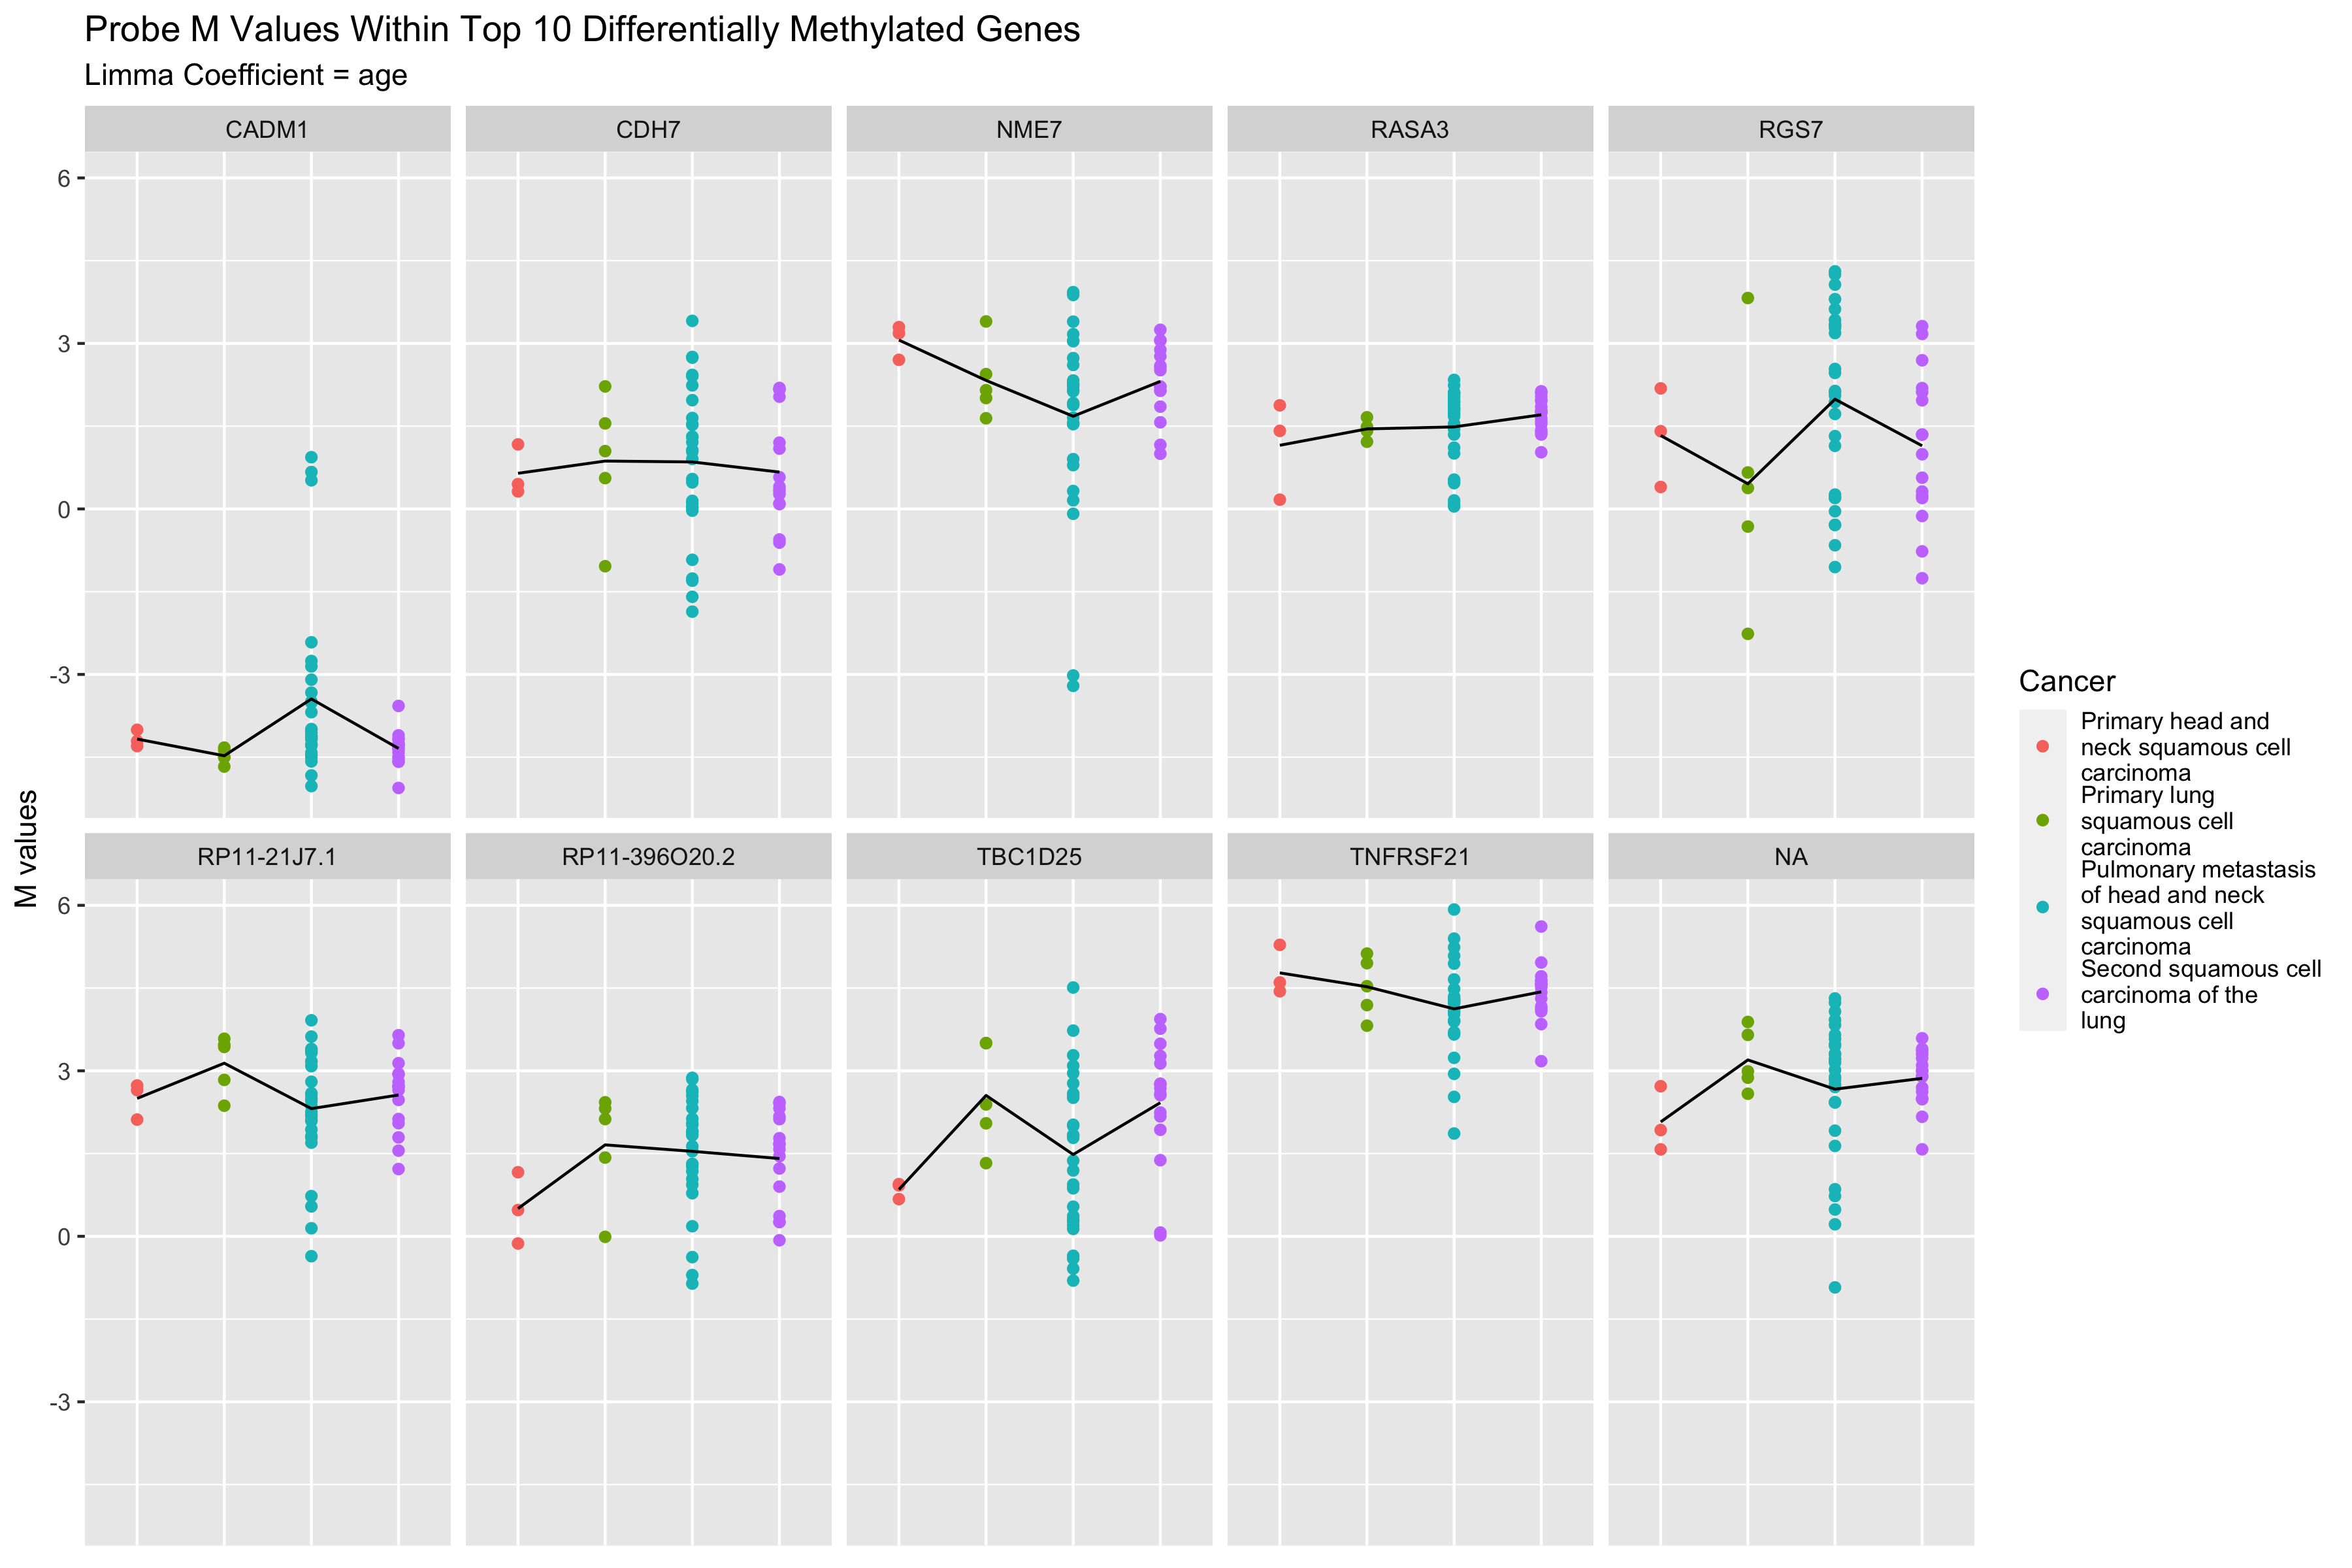 Probe M Values Within Top 10 Differentially Methylated Genes
Limma Coefficient = age
CADM1
CDH7
NME7
RASA3
RGS7
6
3
0
-3
M values
RP11-21J7.1
RP11-396O20.2
TBC1D25
TNFRSF21
NA
6
3
0
-3
Cancer
Primary head and
neck squamous cell
carcinoma
Primary lung
squamous cell
carcinoma
Pulmonary metastasis
of head and neck
squamous cell
carcinoma
Second squamous cell
carcinoma of the
lung